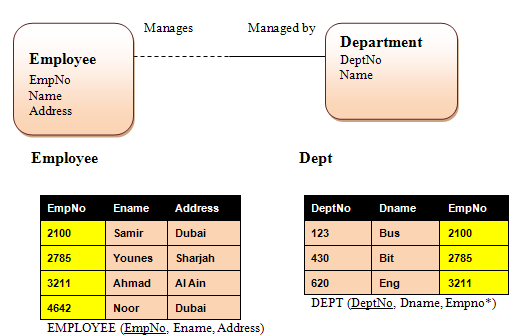 Manages
Managed by
Employee
EmpNo
Name
Address
Department
DeptNo
Name
Employee
Dept
EmpNo Ename Address
2100 Samir Dubai
2785 Younes Sharjah
3211 Ahmad Al Ain
4642 Noor Dubai
EMPLOYEE (EmpNo, Ename, Address)
DeptNo Dname EmpNo
123 Bus 2100
430 Bit 2785
620 Eng 3211
DEPT (DeptNo, Dname, Empno*)